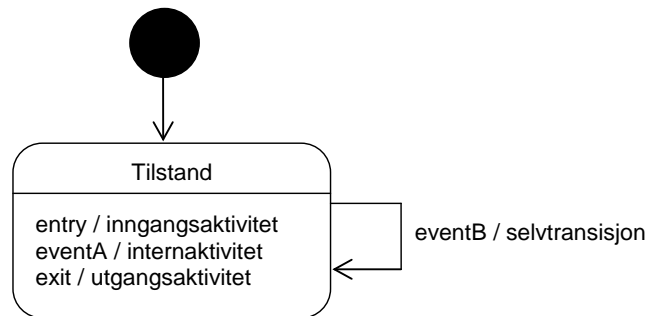 Tilstand
entry / inngangsaktivitet
eventA / internaktivitet
exit / utgangsaktivitet
eventB / selvtransisjon